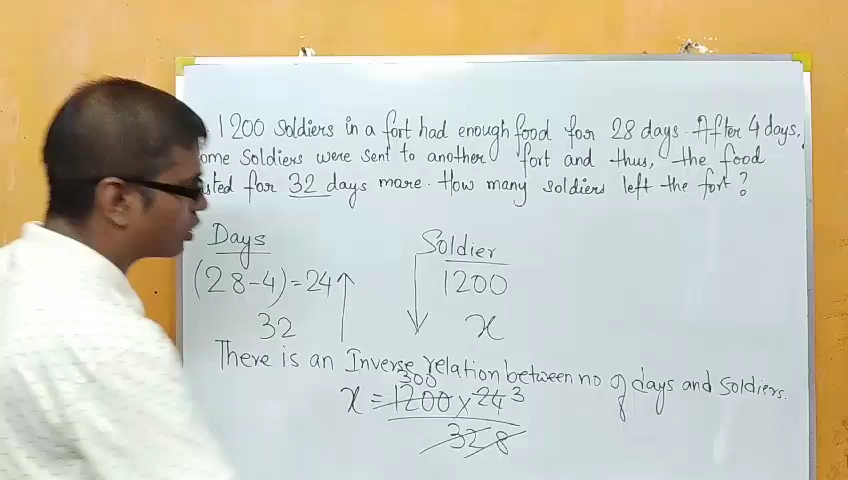 1200 Soldiers in a fort had enough food for 28 days. After 4 days,
ome Soldiers were sent to another fort and thus, the food
sted for 32 days more. How many soldiers left the fort?
Days Soldier
(28-4)=24 1200
32 x
There is an Inverse relation between no of days and Soldiers.
300
x = 1200 x 24 3
32 8